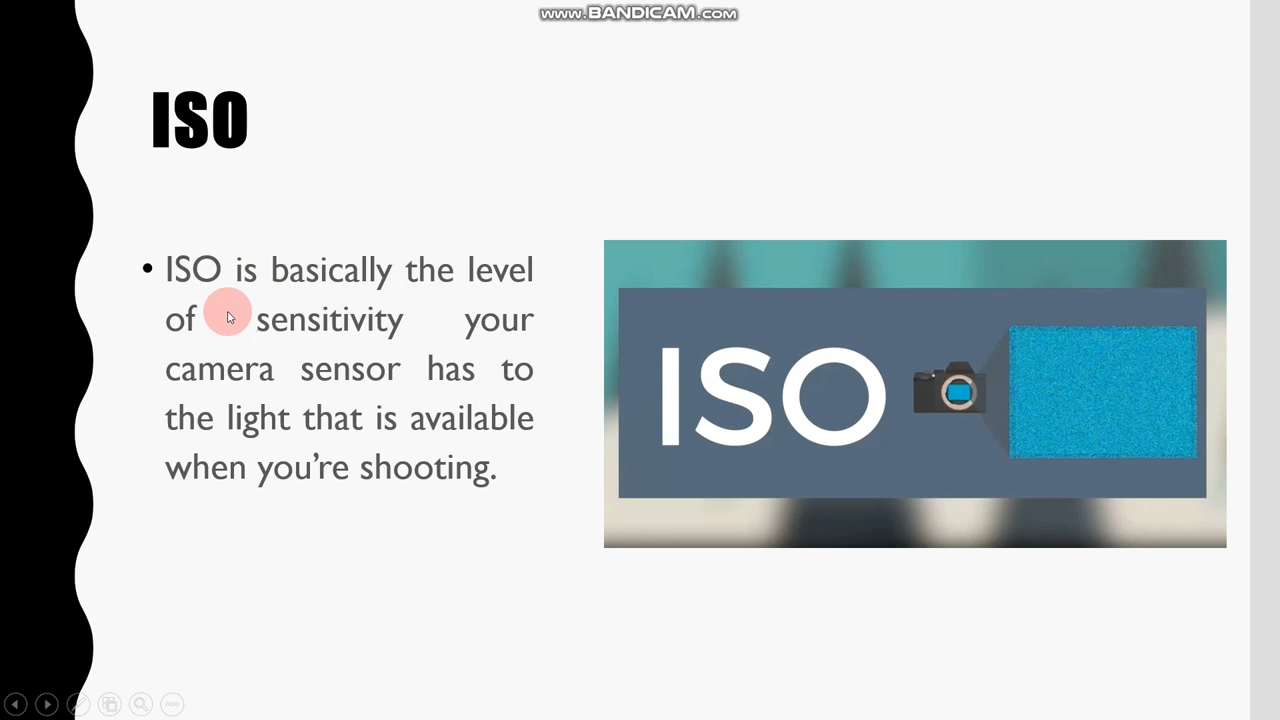 www.BANDICAM.com
ISO
• ISO is basically the level
of sensitivity your
camera sensor has to
the light that is available
when you’re shooting.
ISO